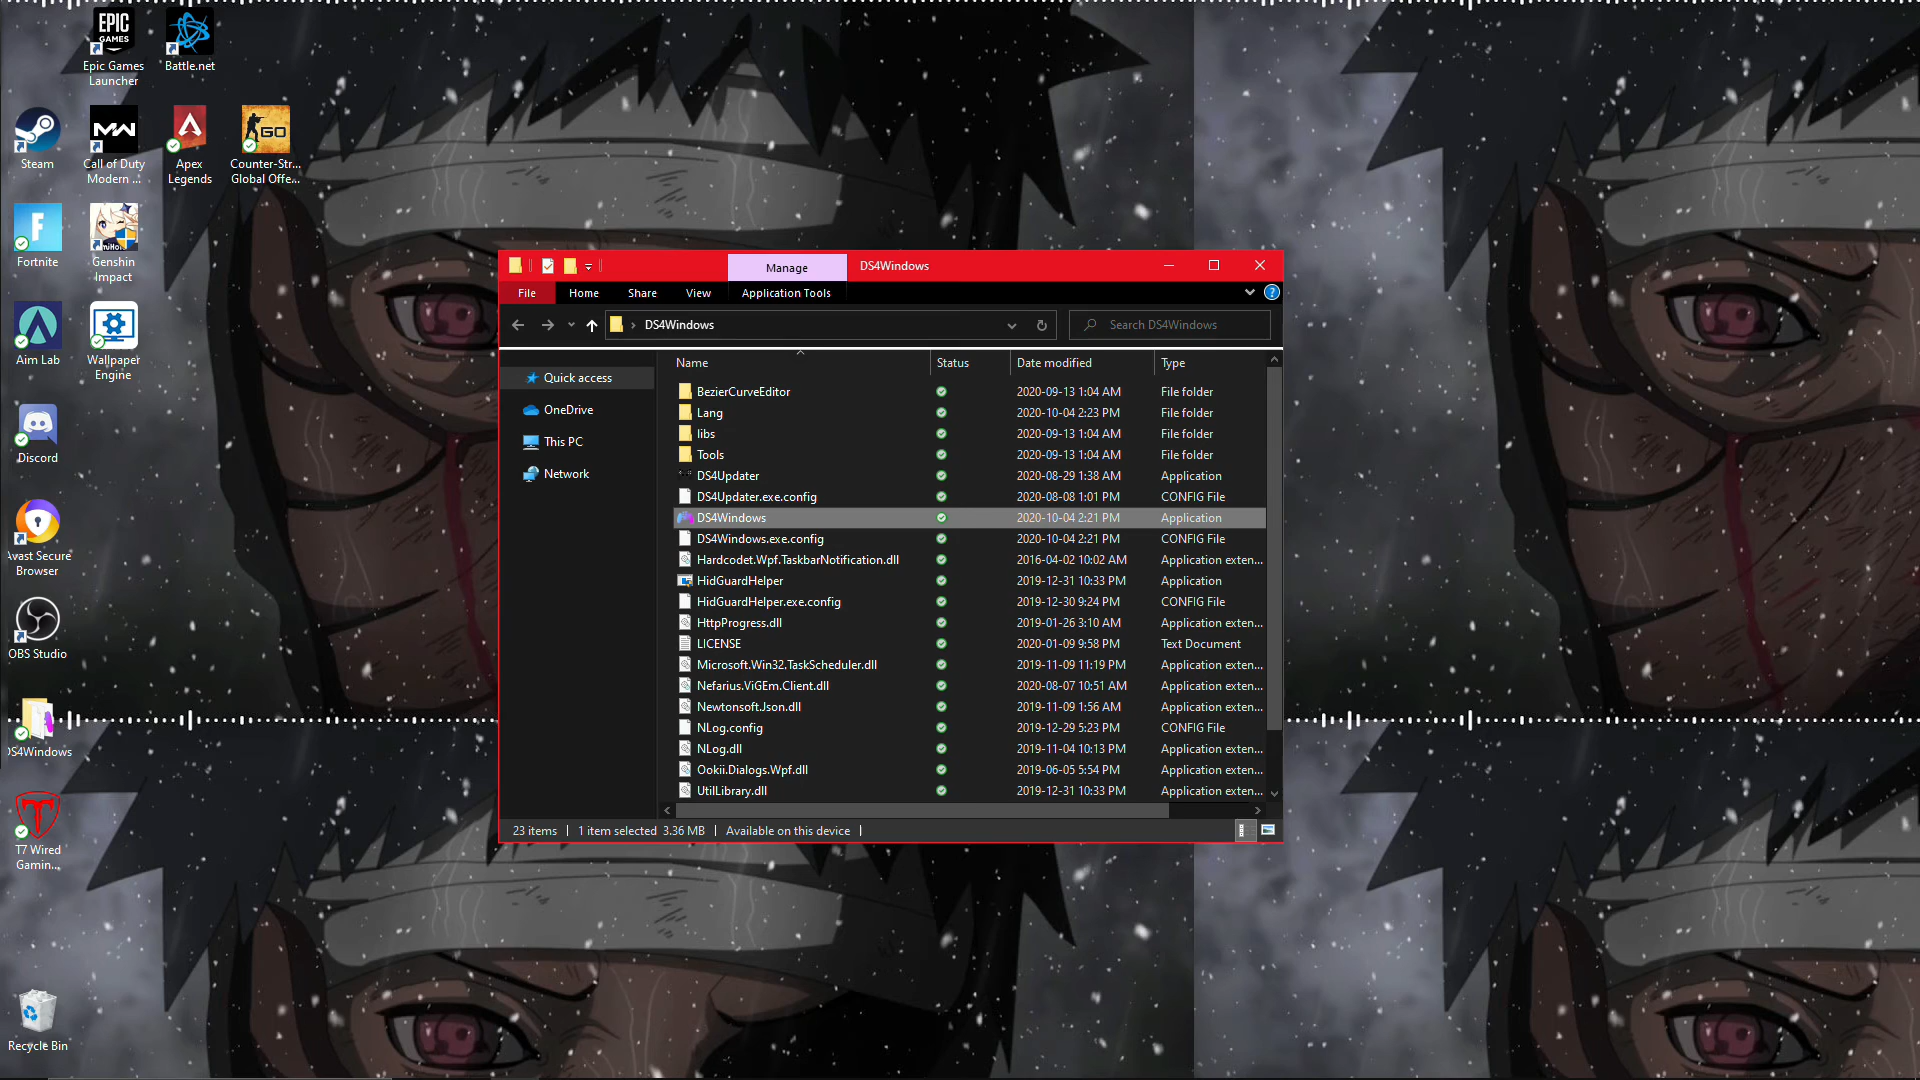 EPIC
GAMES
Epic Games
Launcher
Battle.net
Steam
Call of Duty
Modern ...
Apex
Legends
GO
Counter-Str...
Global Offe...
Fortnite
Genshin
Impact
Aim Lab
Wallpaper
Engine
Discord
Avast Secure
Browser
OBS Studio
DS4Windows
T7 Wired
Gamin...
Recycle Bin
Manage
DS4Windows
File
Home
Share
View
Application Tools
DS4Windows
Search DS4Windows
Quick access
OneDrive
This PC
Network
Name Status Date modified Type
BezierCurveEditor 2020-09-13 1:04 AM File folder
Lang 2020-10-04 2:23 PM File folder
libs 2020-09-13 1:04 AM File folder
Tools 2020-09-13 1:04 AM File folder
DS4Updater 2020-08-29 1:38 AM Application
DS4Updater.exe.config 2020-08-08 1:01 PM CONFIG File
DS4Windows 2020-10-04 2:21 PM Application
DS4Windows.exe.config 2020-10-04 2:21 PM CONFIG File
Hardcodet.Wpf.TaskbarNotification.dll 2016-04-02 10:02 AM Application exten...
HidGuardHelper 2019-12-31 10:33 PM Application
HidGuardHelper.exe.config 2019-12-30 9:24 PM CONFIG File
HttpProgress.dll 2019-01-26 3:10 AM Application exten...
LICENSE 2020-01-09 9:58 PM Text Document
Microsoft.Win32.TaskScheduler.dll 2019-11-09 11:19 PM Application exten...
Nefarius.ViGEm.Client.dll 2020-08-07 10:51 AM Application exten...
Newtonsoft.Json.dll 2019-11-09 1:56 AM Application exten...
NLog.config 2019-12-29 5:23 PM CONFIG File
NLog.dll 2019-11-04 10:13 PM Application exten...
Ookii.Dialogs.Wpf.dll 2019-06-05 5:54 PM Application exten...
UtilLibrary.dll 2019-12-31 10:33 PM Application exten...
23 items 1 item selected 3.36 MB Available on this device